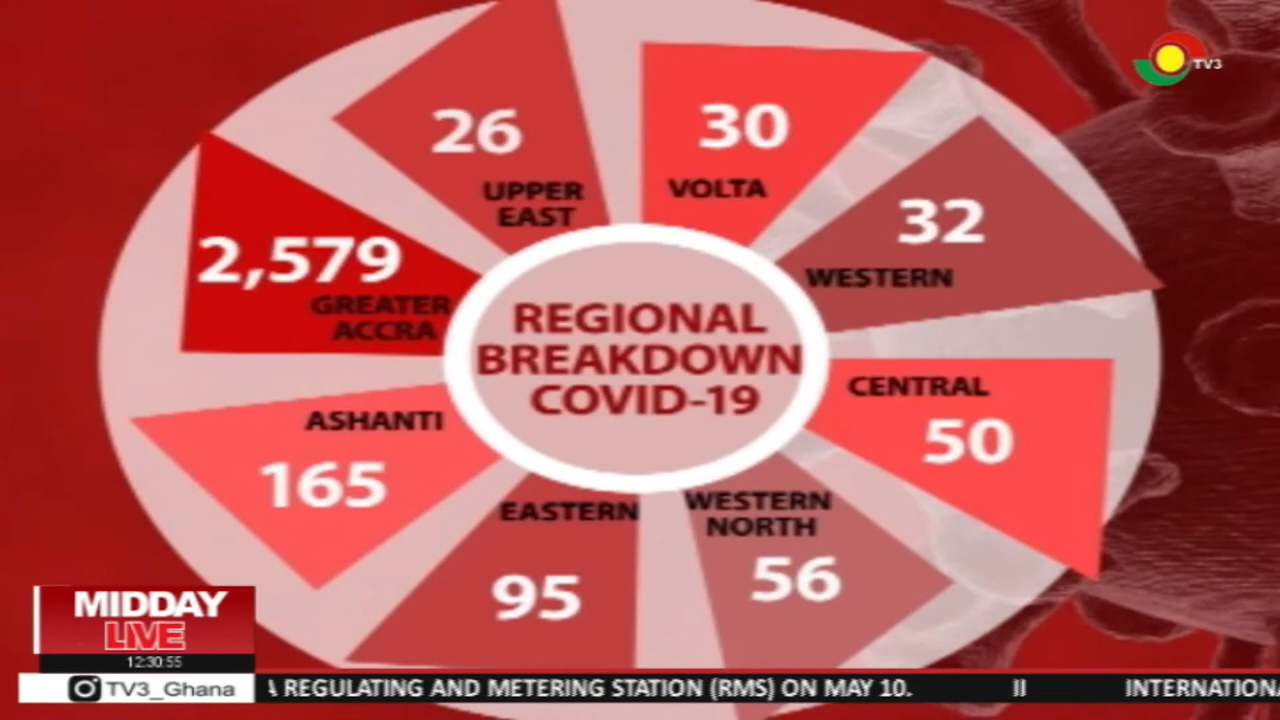 TV3
26
UPPER
EAST
30
VOLTA
32
WESTERN
2,579
GREATER
ACCRA
REGIONAL
BREAKDOWN
COVID-19
CENTRAL
50
ASHANTI
165
EASTERN
95
WESTERN
NORTH
56
MIDDAY
LIVE
12:30:55
TV3_Ghana
A REGULATING AND METERING STATION (RMS) ON MAY 10. || INTERNATIONA